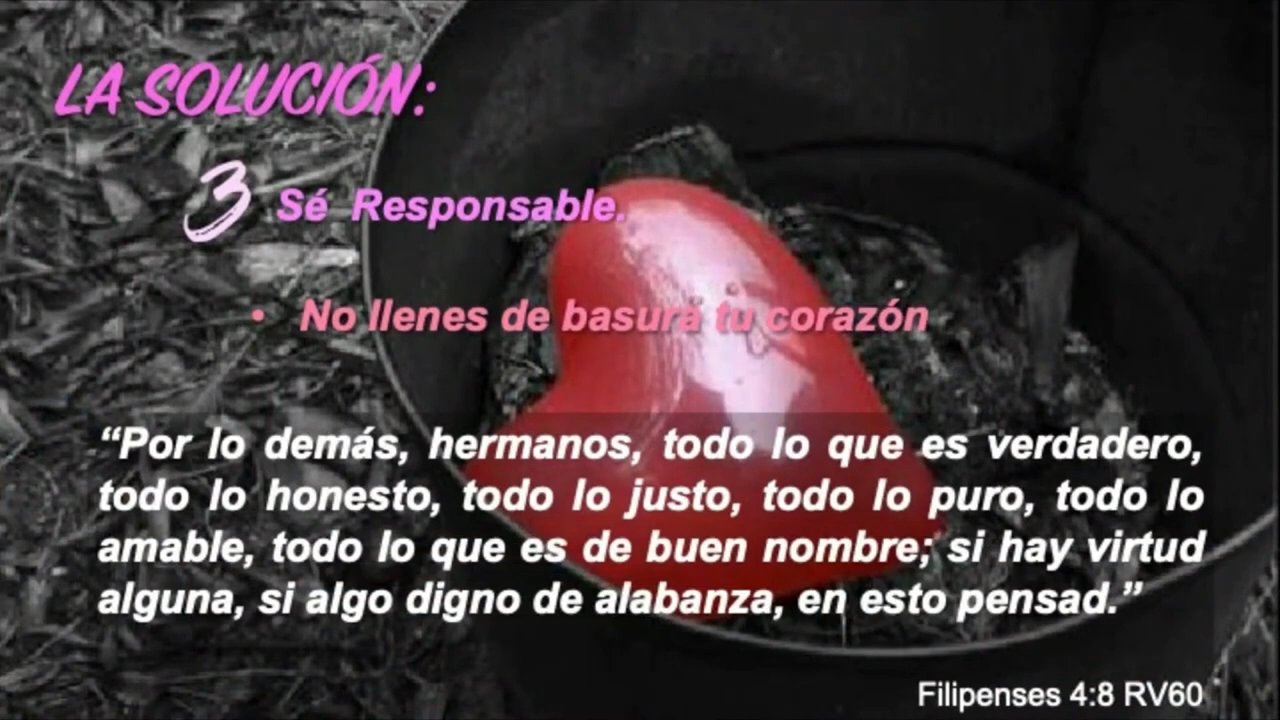 LA SOLUCIÓN:
3 Sé Responsable.
• No llenes de basura tu corazón
“Por lo demás, hermanos, todo lo que es verdadero,
todo lo honesto, todo lo justo, todo lo puro, todo lo
amable, todo lo que es de buen nombre; si hay virtud
alguna, si algo digno de alabanza, en esto pensad.”
Filipenses 4:8 RV60